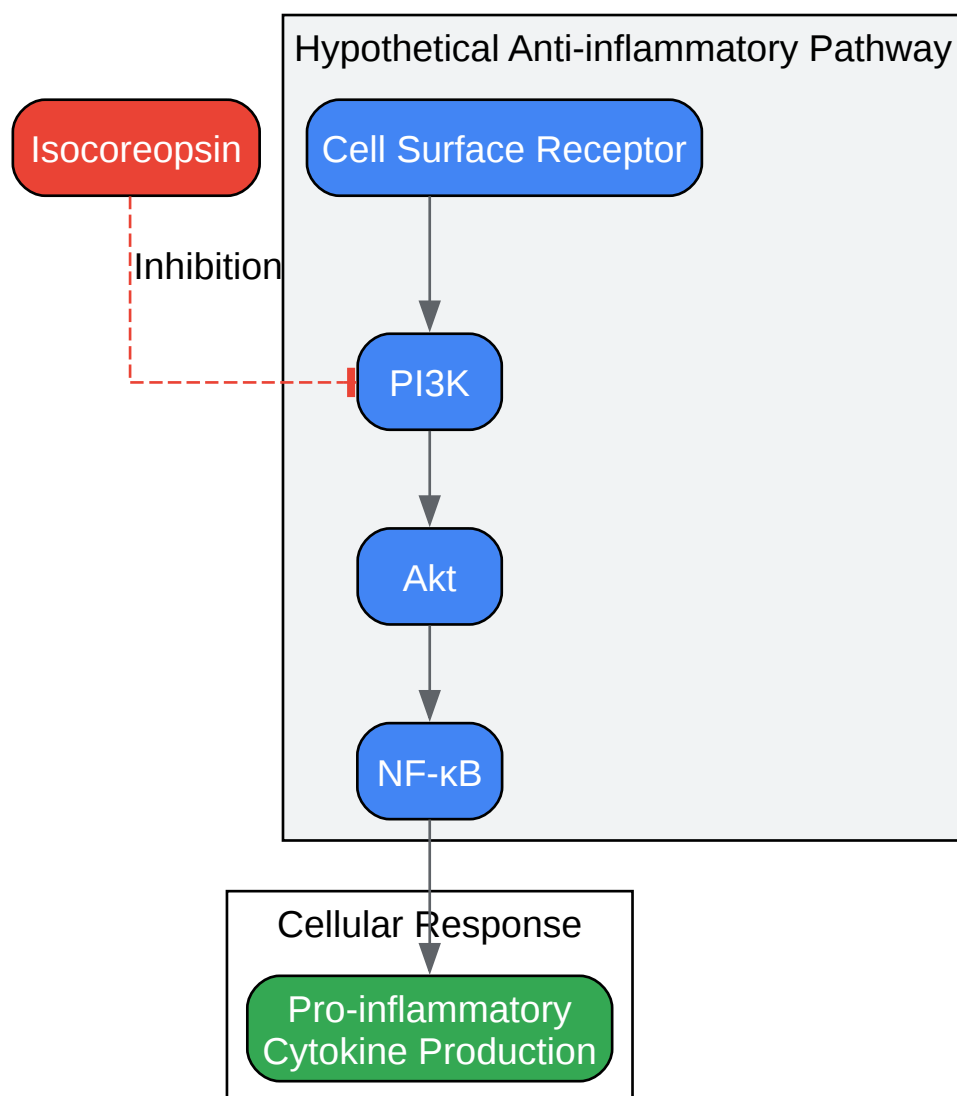 Hypothetical Anti-inflammatory Pathway
Isocoreopsin
Cell Surface Receptor
Inhibition
PI3K
Akt
NF-κB
Cellular Response
Pro-inflammatory
Cytokine Production